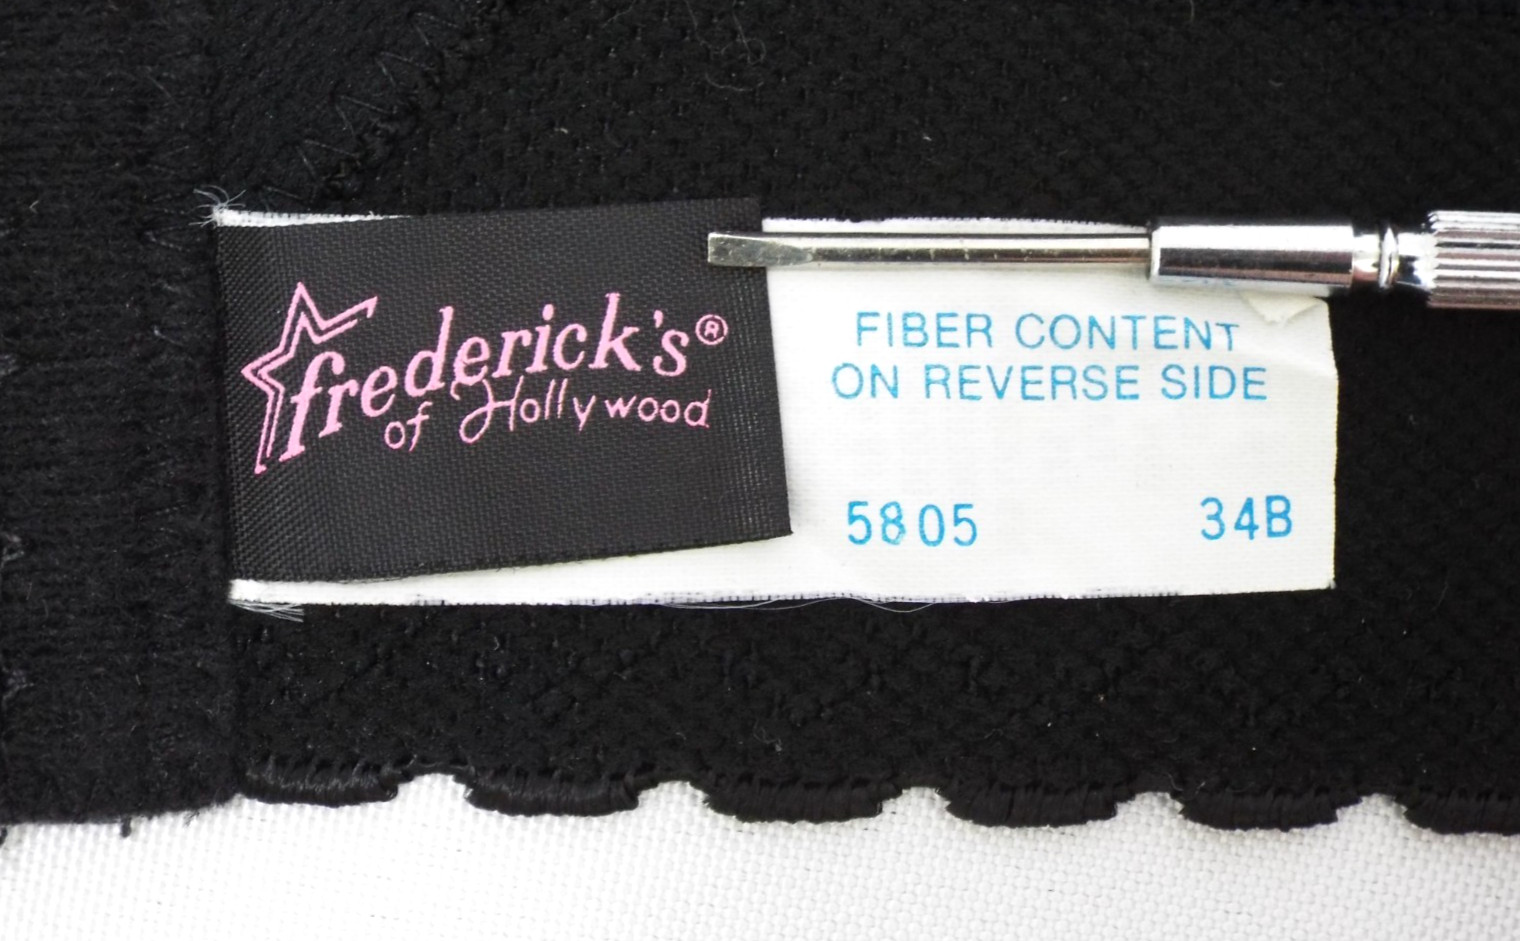 frederick's®
of Hollywood
FIBER CONTENT
ON REVERSE SIDE
5805 34B